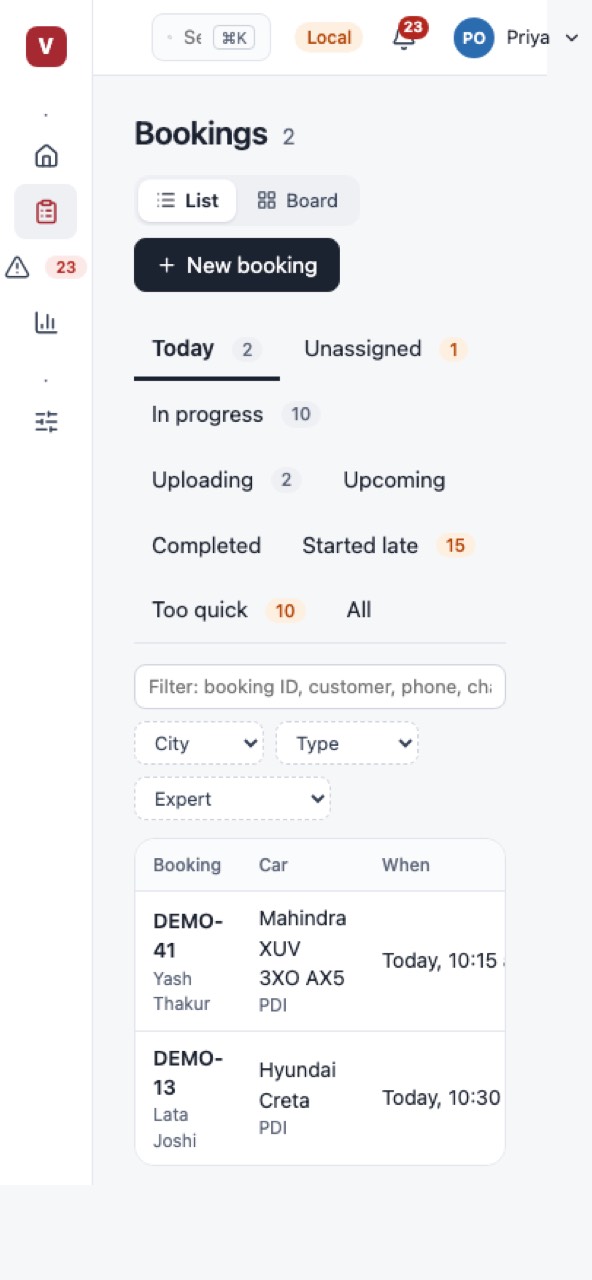 V
Se ⌘K
Local
23
PO Priya
23
Bookings 2
List Board
+ New booking
Today 2 Unassigned 1
In progress 10
Uploading 2 Upcoming
Completed Started late 15
Too quick 10 All
Filter: booking ID, customer, phone, cha
City Type
Expert
Booking Car When
DEMO-
41
Yash
Thakur
Mahindra
XUV
3XO AX5
PDI
Today, 10:15
DEMO-
13
Lata
Joshi
Hyundai
Creta
PDI
Today, 10:30